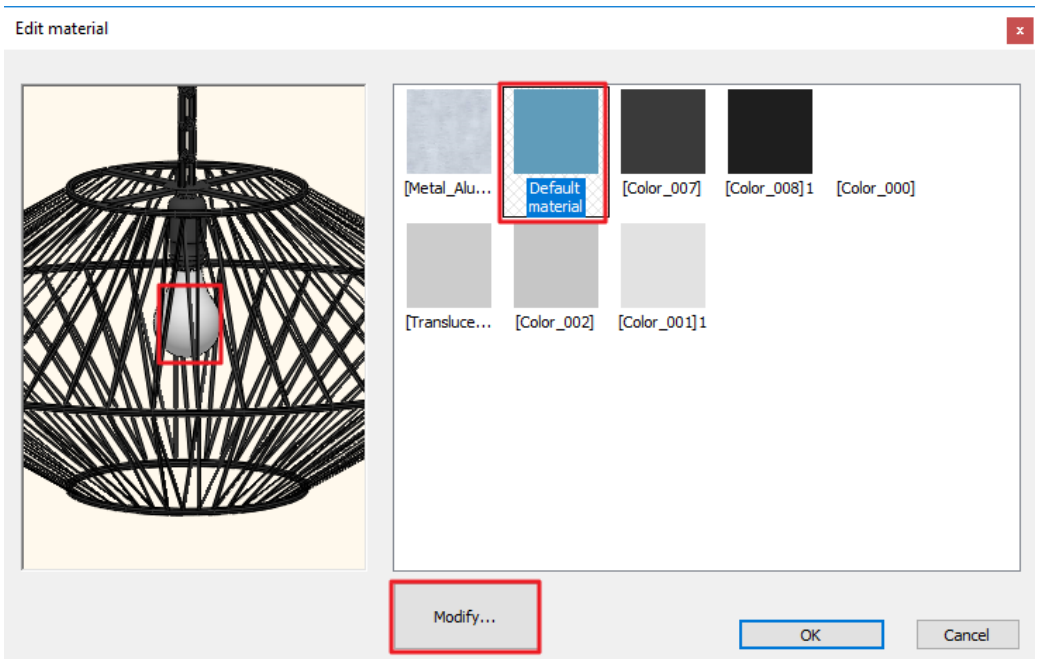 Edit material
x
[Metal_Alu...
Default
material
[Color_007]
[Color_008]1
[Color_000]
[Transluce...
[Color_002]
[Color_001]1
Modify...
OK
Cancel